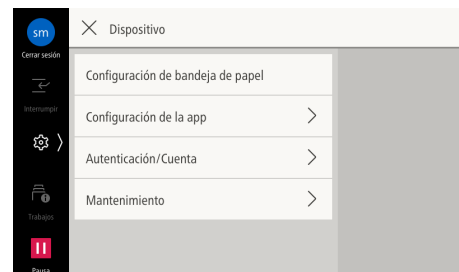 sm
Cerrar sesión
Interrumpir
Trabajos
Pausa
Dispositivo
Configuración de bandeja de papel
Configuración de la app
Autenticación/Cuenta
Mantenimiento